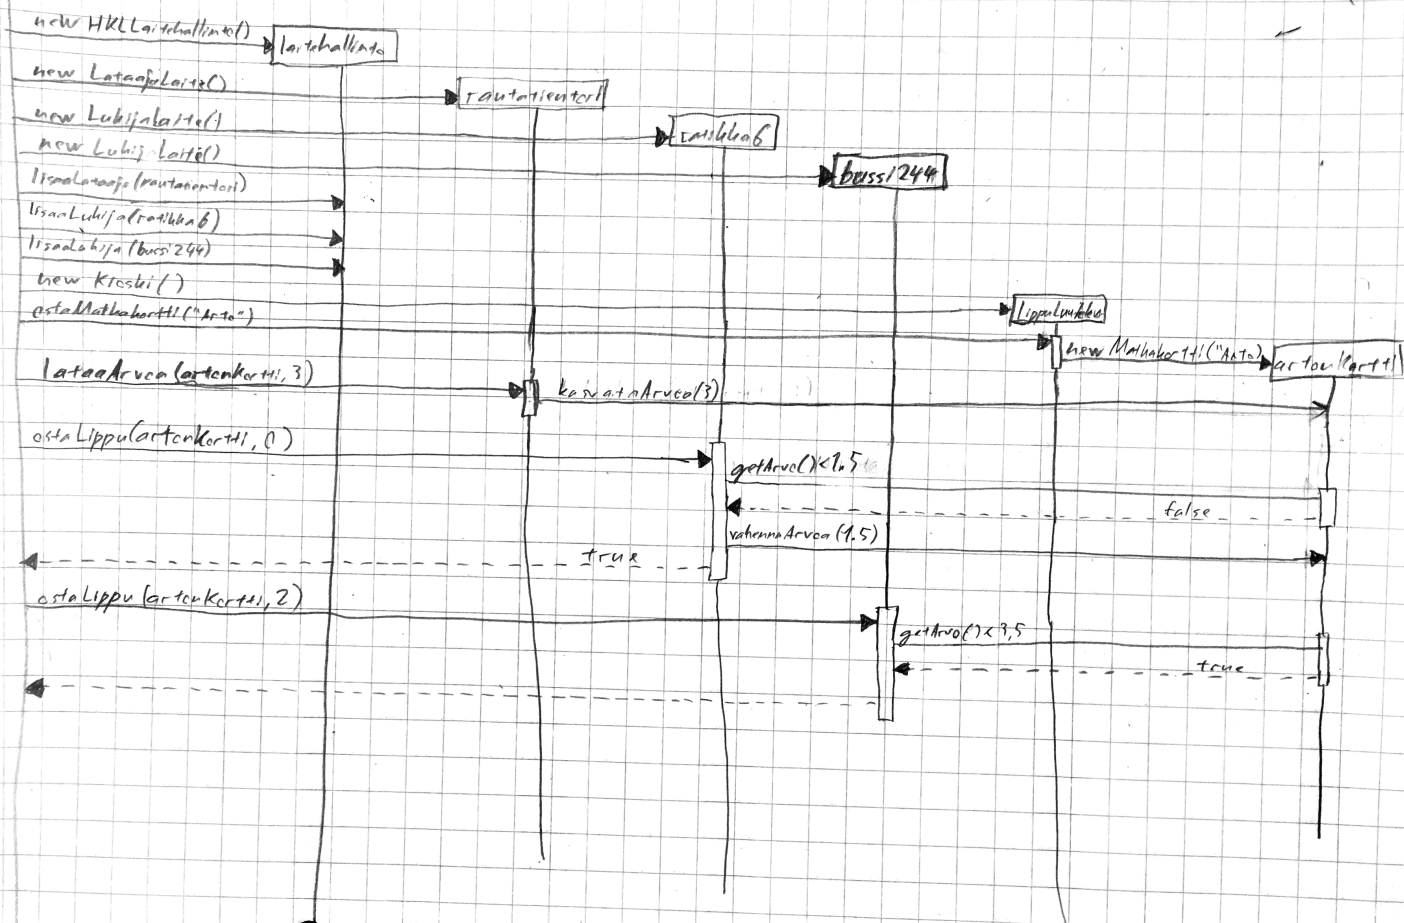 new HKLLaitehallinto()
laitehallinto
new LataajaLaite()
rautatientori
new LukijaLaite()
ratikka6
new LukijaLaite()
bussi244
lisaaLataaja(rautatientori)
lisaaLukija(ratikka6)
lisaaLukija(bussi244)
new Kioski()
lippuLuukku
ostaMatkakortti("Arto")
new Matkakortti("Arto)
artonKortti
lataaArvoa(artonKortti, 3)
kasvataArvoa(3)
ostaLippu(artonKortti, 0)
getArvo()<1.5
false
vahennaArvoa(1.5)
true
ostaLippu(artonKortti, 2)
getArvo()<3,5
true